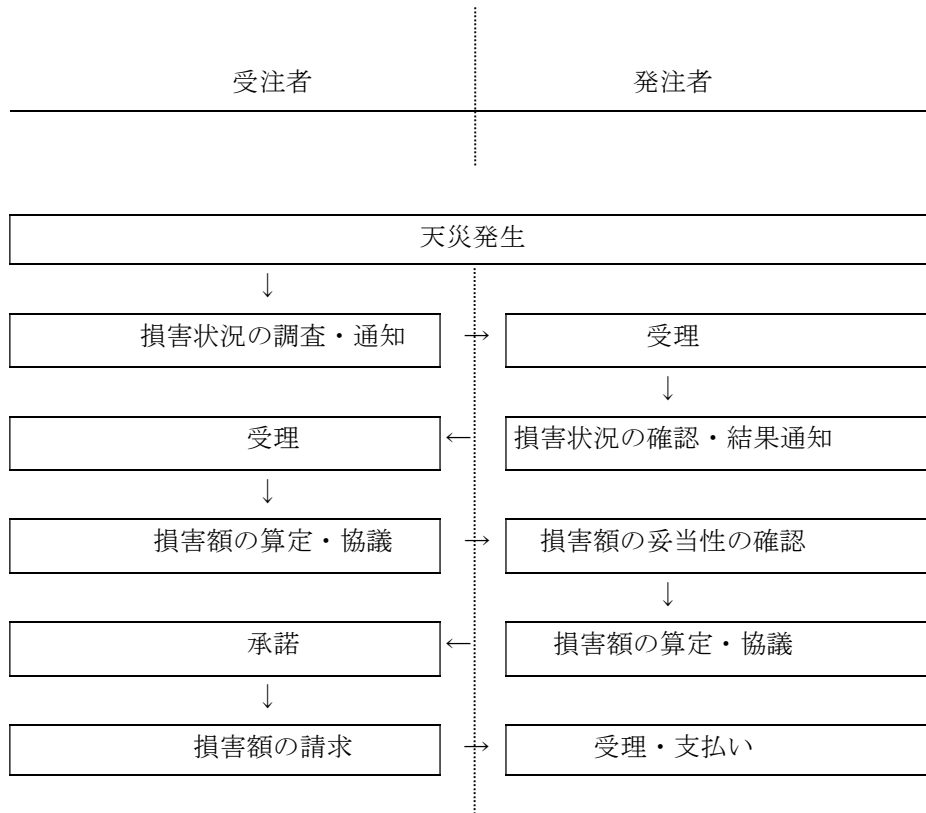 受注者 発注者
天災発生
↓
損害状況の調査・通知 → 受理
↓
受理 ← 損害状況の確認・結果通知
↓
損害額の算定・協議 → 損害額の妥当性の確認
↓
承諾 ← 損害額の算定・協議
↓
損害額の請求 → 受理・支払い